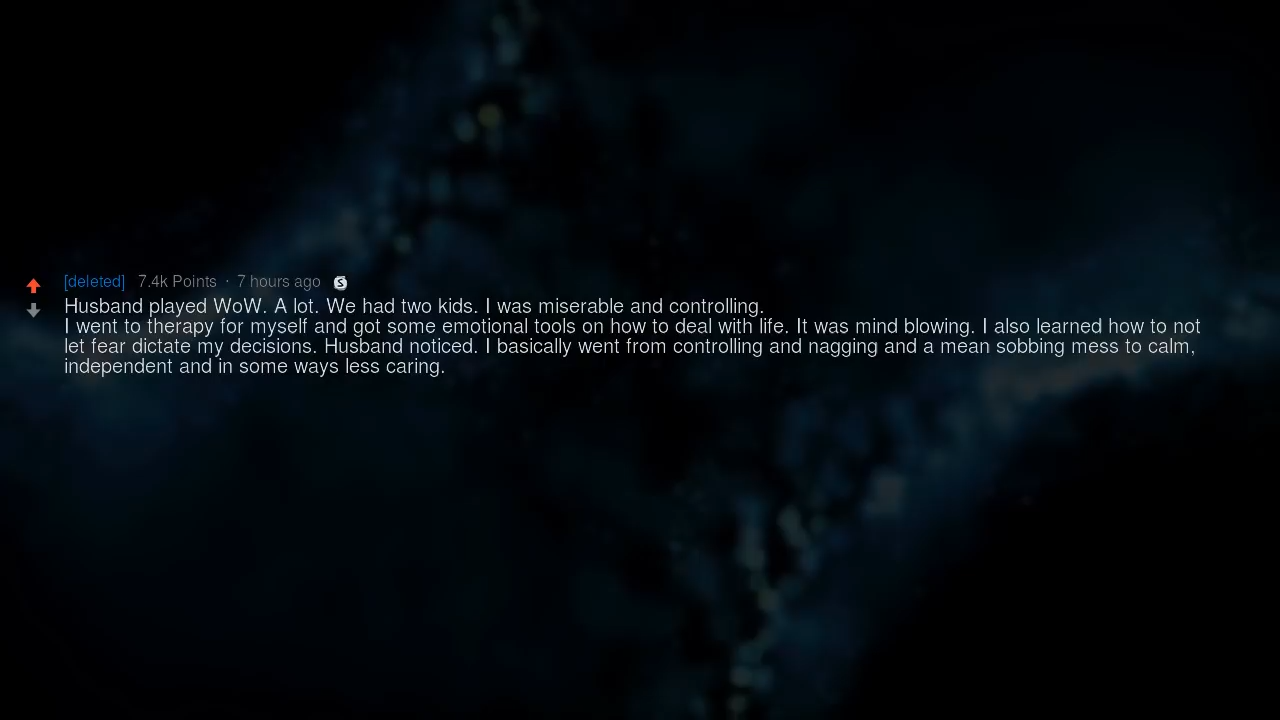 [deleted] 7.4k Points · 7 hours ago
Husband played WoW. A lot. We had two kids. I was miserable and controlling.
I went to therapy for myself and got some emotional tools on how to deal with life. It was mind blowing. I also learned how to not
let fear dictate my decisions. Husband noticed. I basically went from controlling and nagging and a mean sobbing mess to calm,
independent and in some ways less caring.